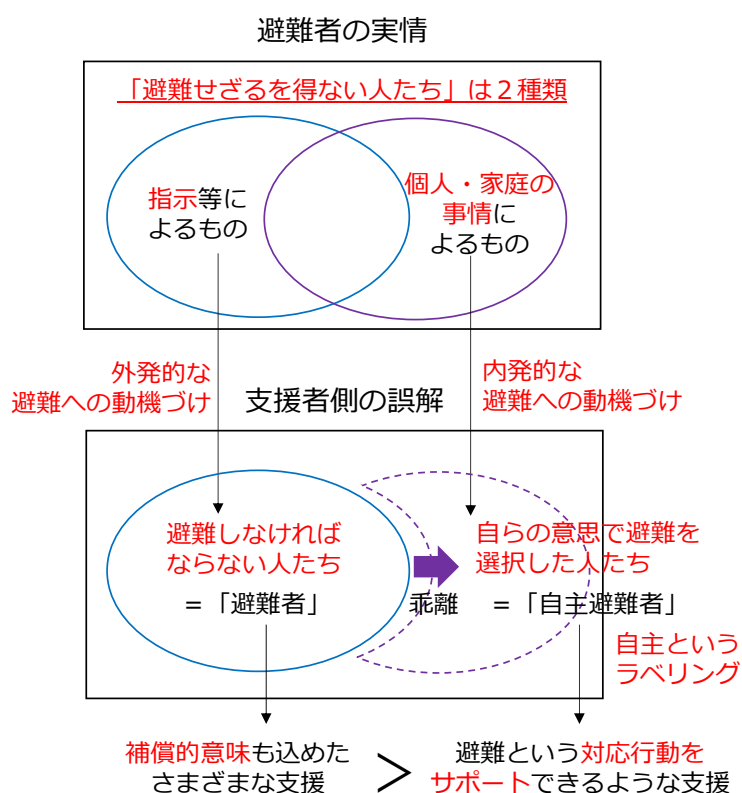 避難者の実情
「避難せざるを得ない人たち」は２種類
指示等に
よるもの
個人・家庭の
事情に
よるもの
外発的な
避難への動機づけ
内発的な
避難への動機づけ
支援者側の誤解
避難しなければ
ならない人たち
=「避難者」
乖離
自らの意思で避難を
選択した人たち
=「自主避難者」
自主という
ラベリング
補償的意味も込めた
さまざまな支援
＞
避難という対応行動を
サポートできるような支援